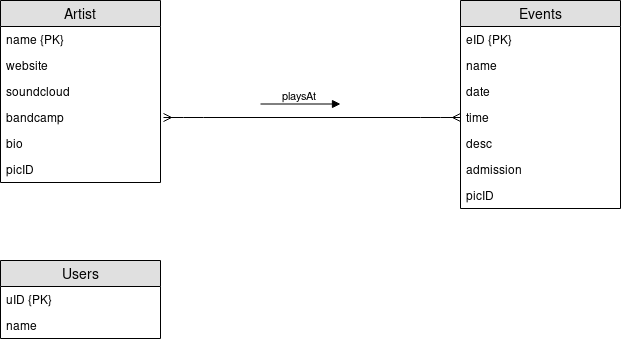 Artist
name {PK}
website
soundcloud
bandcamp
bio
picID
playsAt
Events
eID {PK}
name
date
time
desc
admission
picID
Users
uID {PK}
name